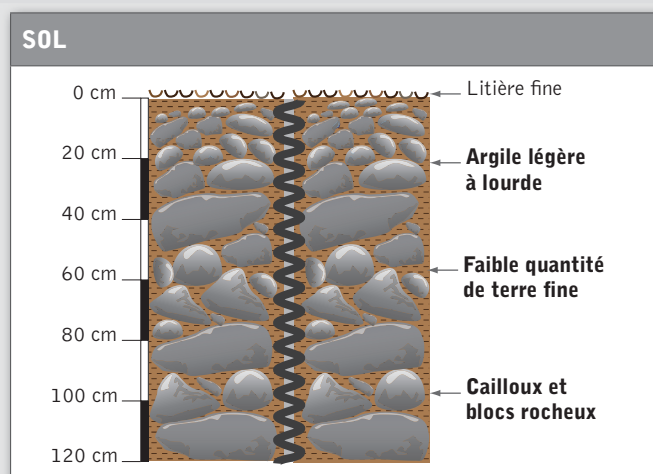 SOL
0 cm
Litière fine
20 cm
Argile légère
à lourde
40 cm
60 cm
Faible quantité
de terre fine
80 cm
100 cm
Cailloux et
blocs rocheux
120 cm